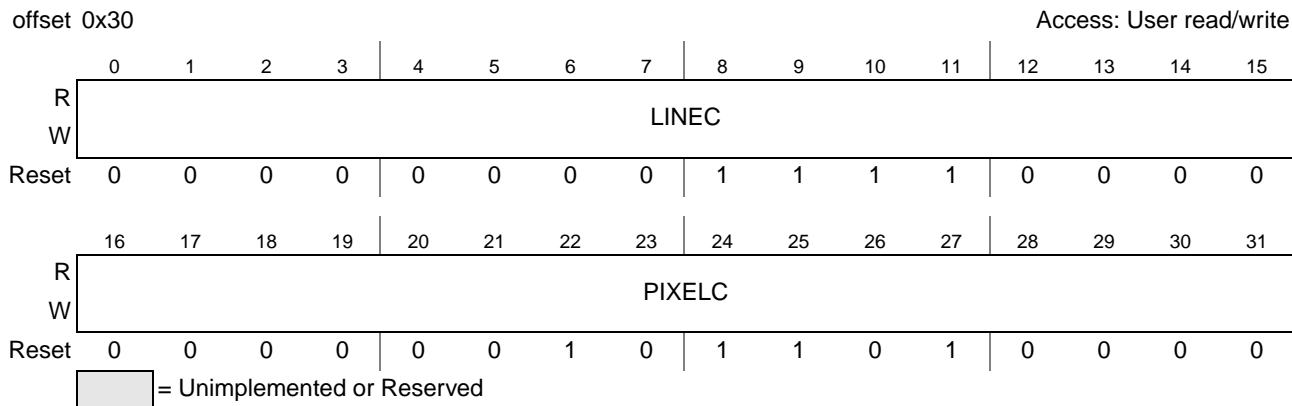 offset 0x30 Access: User read/write
0 1 2 3 4 5 6 7 8 9 10 11 12 13 14 15
R
LINEC
W
Reset 0 0 0 0 0 0 0 0 1 1 1 1 0 0 0 0
16 17 18 19 20 21 22 23 24 25 26 27 28 29 30 31
R
PIXELC
W
Reset 0 0 0 0 0 0 1 0 1 1 0 1 0 0 0 0
= Unimplemented or Reserved